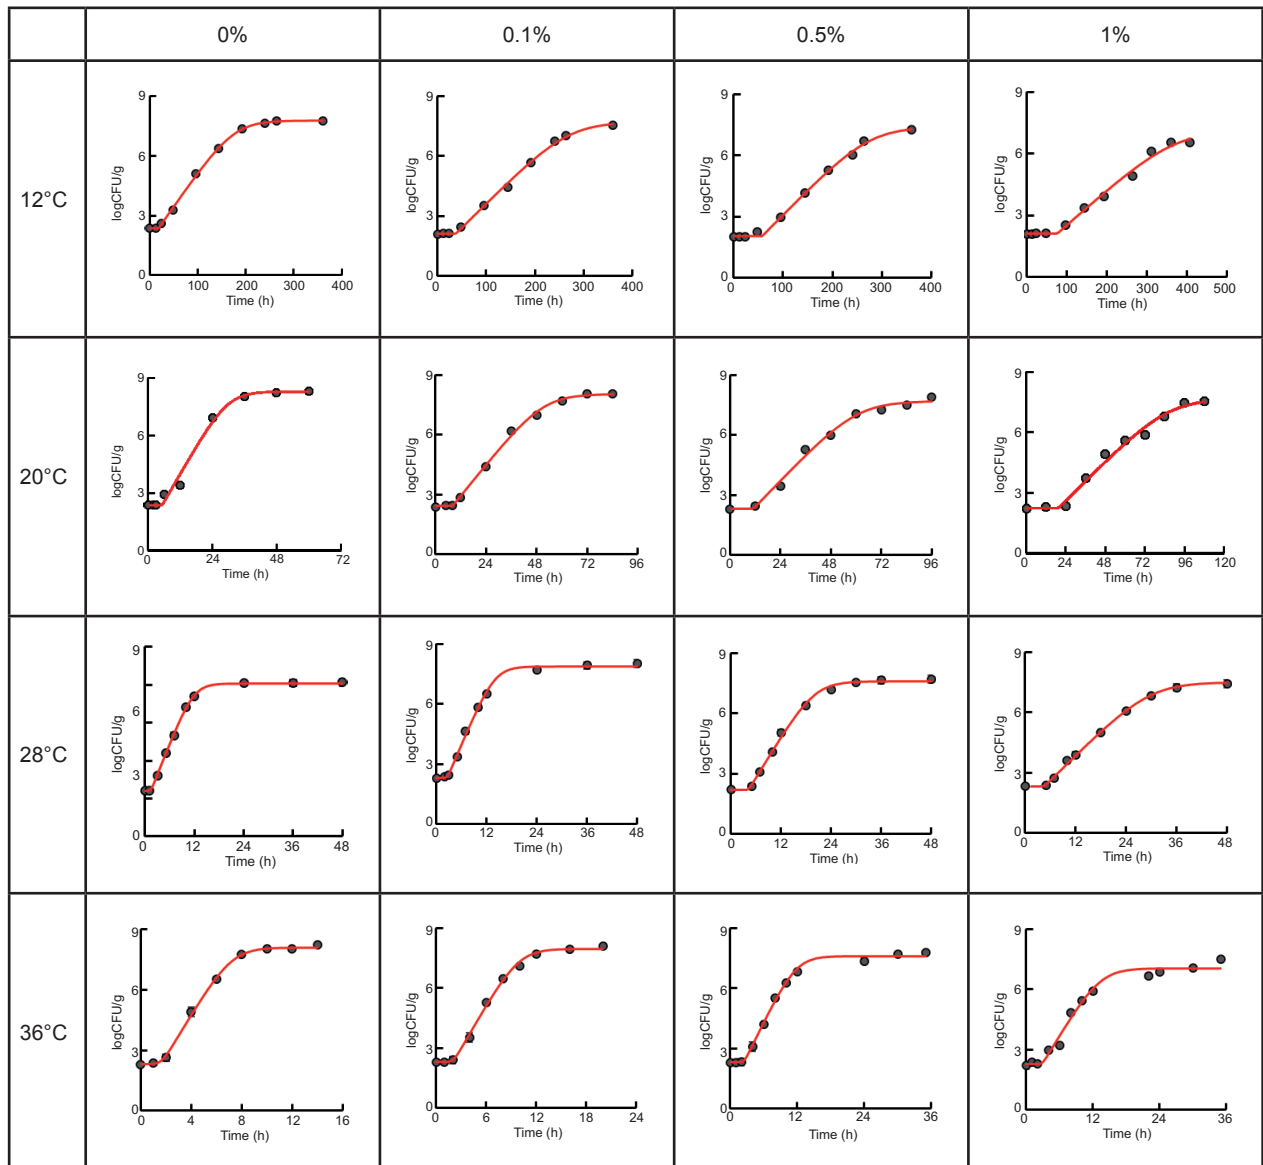 0% 0.1% 0.5% 1%
12°C
9
6
3
0
logCFU/g
0 100 200 300 400
Time (h)
9
6
3
0
logCFU/g
0 100 200 300 400
Time (h)
9
6
3
0
logCFU/g
0 100 200 300 400
Time (h)
9
6
3
0
logCFU/g
0 100 200 300 400 500
Time (h)
20°C
9
6
3
0
logCFU/g
0 24 48 72
Time (h)
9
6
3
0
logCFU/g
0 24 48 72 96
Time (h)
9
6
3
0
logCFU/g
0 24 48 72 96
Time (h)
9
6
3
0
logCFU/g
0 24 48 72 96 120
Time (h)
28°C
9
6
3
0
logCFU/g
0 12 24 36 48
Time (h)
9
6
3
0
logCFU/g
0 12 24 36 48
Time (h)
9
6
3
0
logCFU/g
0 12 24 36 48
Time (h)
9
6
3
0
logCFU/g
0 12 24 36 48
Time (h)
36°C
9
6
3
0
logCFU/g
0 4 8 12 16
Time (h)
9
6
3
0
logCFU/g
0 6 12 18 24
Time (h)
9
6
3
0
logCFU/g
0 12 24 36
Time (h)
9
6
3
0
logCFU/g
0 12 24 36
Time (h)